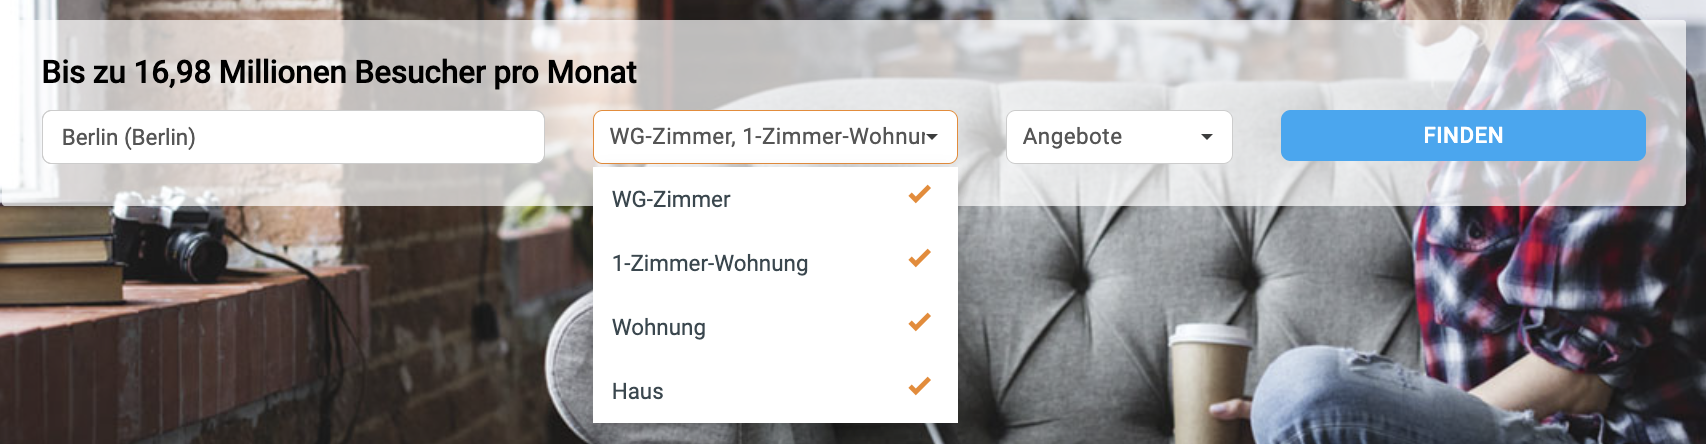 Bis zu 16,98 Millionen Besucher pro Monat
Berlin (Berlin)
WG-Zimmer, 1-Zimmer-Wohnu
Angebote
FINDEN
WG-Zimmer
1-Zimmer-Wohnung
Wohnung
Haus